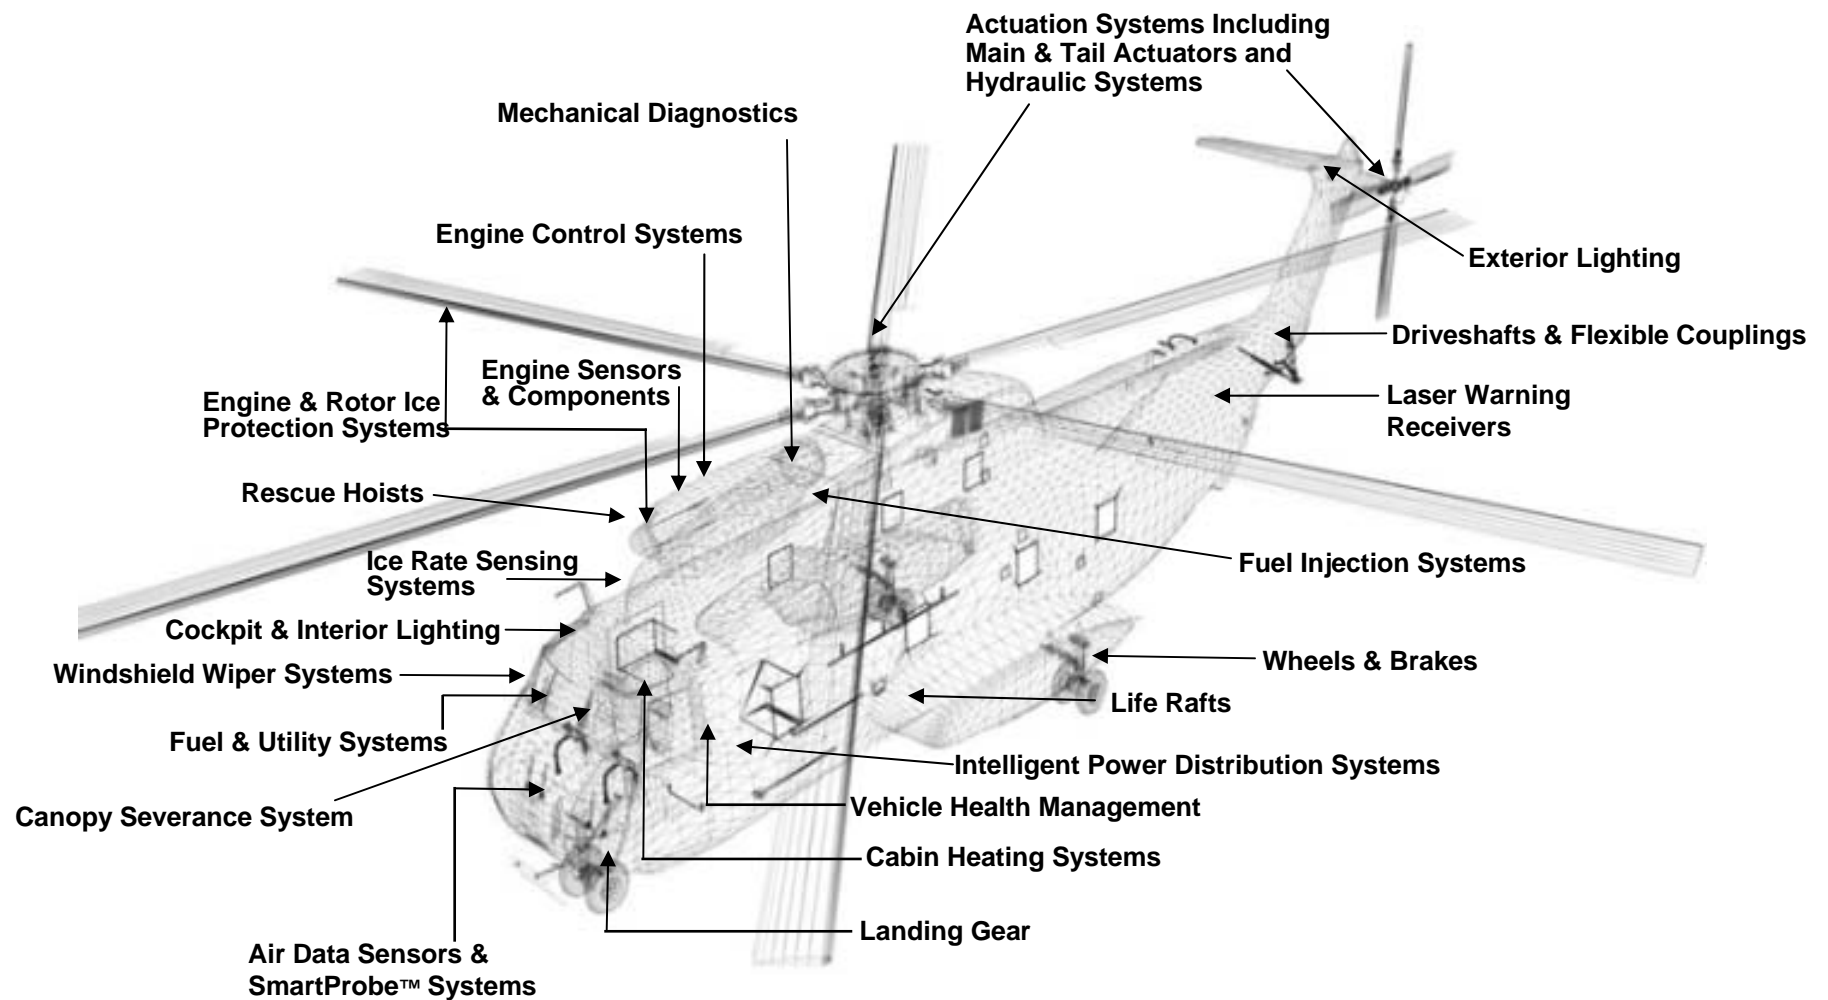 Actuation Systems Including
Main & Tail Actuators and
Hydraulic Systems
Mechanical Diagnostics
Engine Control Systems
Exterior Lighting
Driveshafts & Flexible Couplings
Engine Sensors
& Components
Engine & Rotor Ice
Protection Systems
Laser Warning
Receivers
Rescue Hoists
Ice Rate Sensing
Systems
Fuel Injection Systems
Cockpit & Interior Lighting
Windshield Wiper Systems
Wheels & Brakes
Life Rafts
Fuel & Utility Systems
Intelligent Power Distribution Systems
Canopy Severance System
Vehicle Health Management
Cabin Heating Systems
Landing Gear
Air Data Sensors &
SmartProbe™ Systems